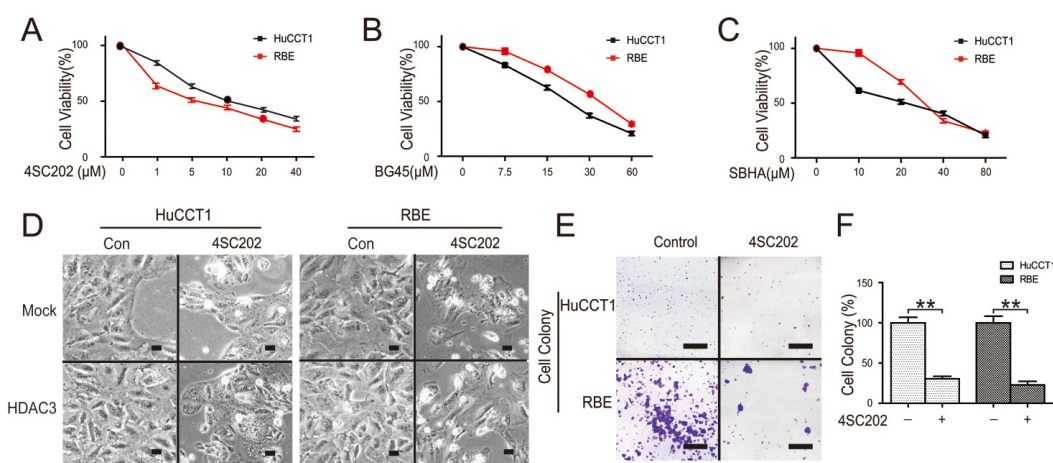 A
HuCCT1
RBE
Cell Viability(%)
100
50
0
4SC202 (μM)
0 1 5 10 20 40
B
HuCCT1
RBE
Cell Viability(%)
100
50
0
BG45(μM)
0 7.5 15 30 60
C
HuCCT1
RBE
Cell Viability(%)
100
50
0
SBHA(μM)
0 10 20 40 80
D
HuCCT1 RBE
Con 4SC202 Con 4SC202
Mock
HDAC3
E
Control 4SC202
Cell Colony
HuCCT1
RBE
F
HuCCT1
RBE
Cell Colony (%)
150
100
50
0
** **
4SC202 − + − +